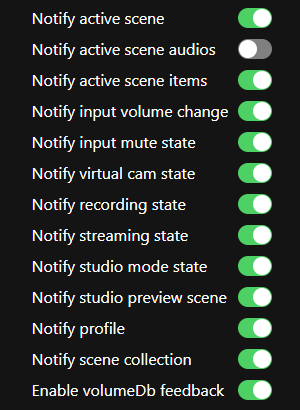 Notify active scene
Notify active scene audios
Notify active scene items
Notify input volume change
Notify input mute state
Notify virtual cam state
Notify recording state
Notify streaming state
Notify studio mode state
Notify studio preview scene
Notify profile
Notify scene collection
Enable volumeDb feedback